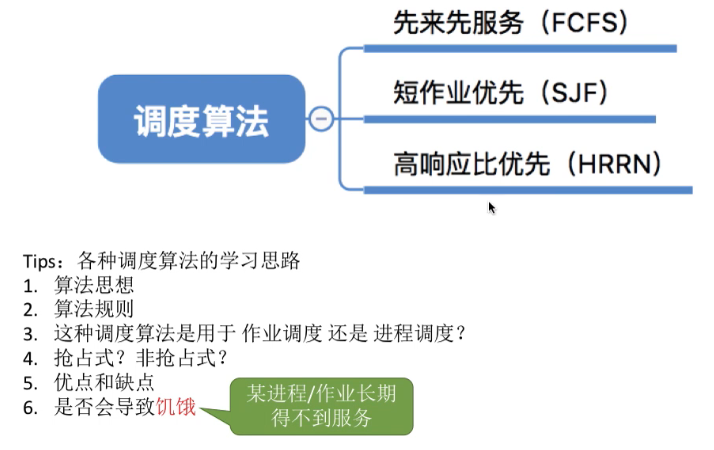 先来先服务（FCFS）
调度算法
短作业优先（SJF）
高响应比优先（HRRN）
Tips：各种调度算法的学习思路
1. 算法思想
2. 算法规则
3. 这种调度算法是用于 作业调度 还是 进程调度？
4. 抢占式？非抢占式？
5. 优点和缺点
6. 是否会导致饥饿
某进程/作业长期
得不到服务